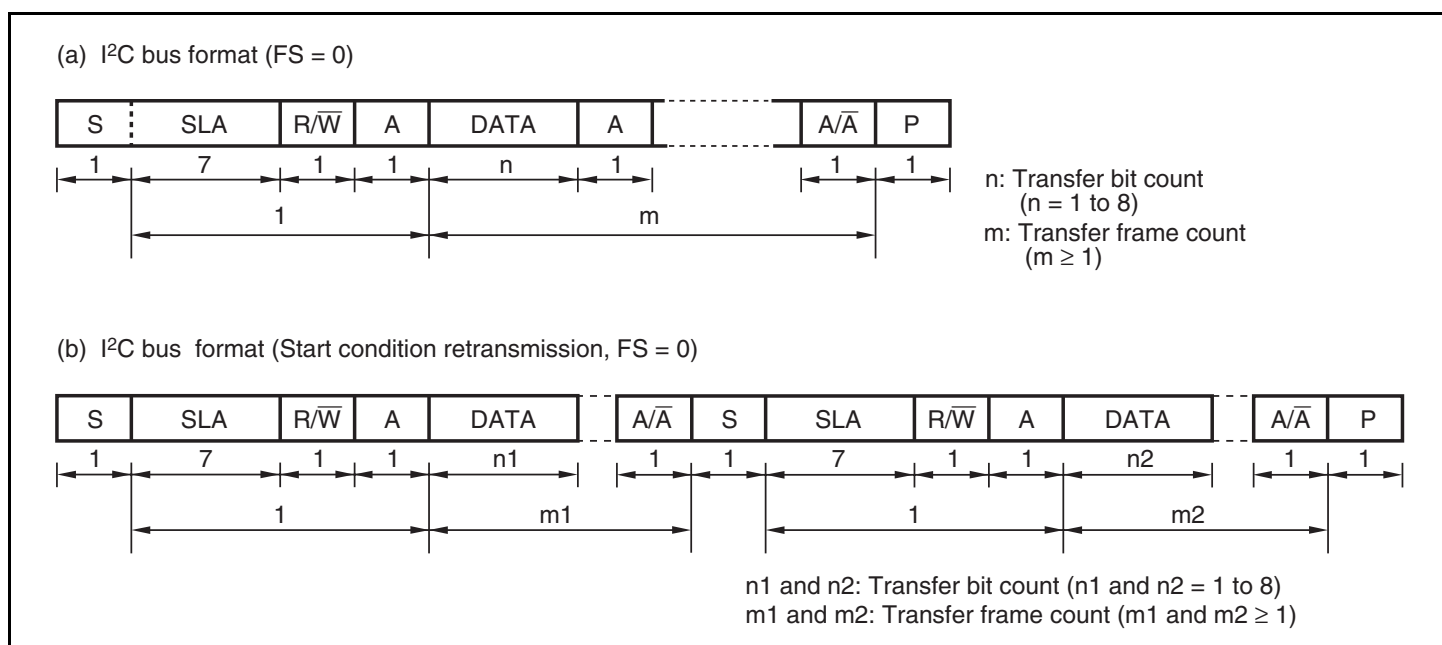 (a) I²C bus format (FS = 0)
S SLA R/W̅ A DATA A A/A̅ P
1 7 1 1 n 1 1 1
1 m
n: Transfer bit count
(n = 1 to 8)
m: Transfer frame count
(m ≥ 1)
(b) I²C bus format (Start condition retransmission, FS = 0)
S SLA R/W̅ A DATA A/A̅ S SLA R/W̅ A DATA A/A̅ P
1 7 1 1 n1 1 1 7 1 1 n2 1 1
1 m1 1 m2
n1 and n2: Transfer bit count (n1 and n2 = 1 to 8)
m1 and m2: Transfer frame count (m1 and m2 ≥ 1)